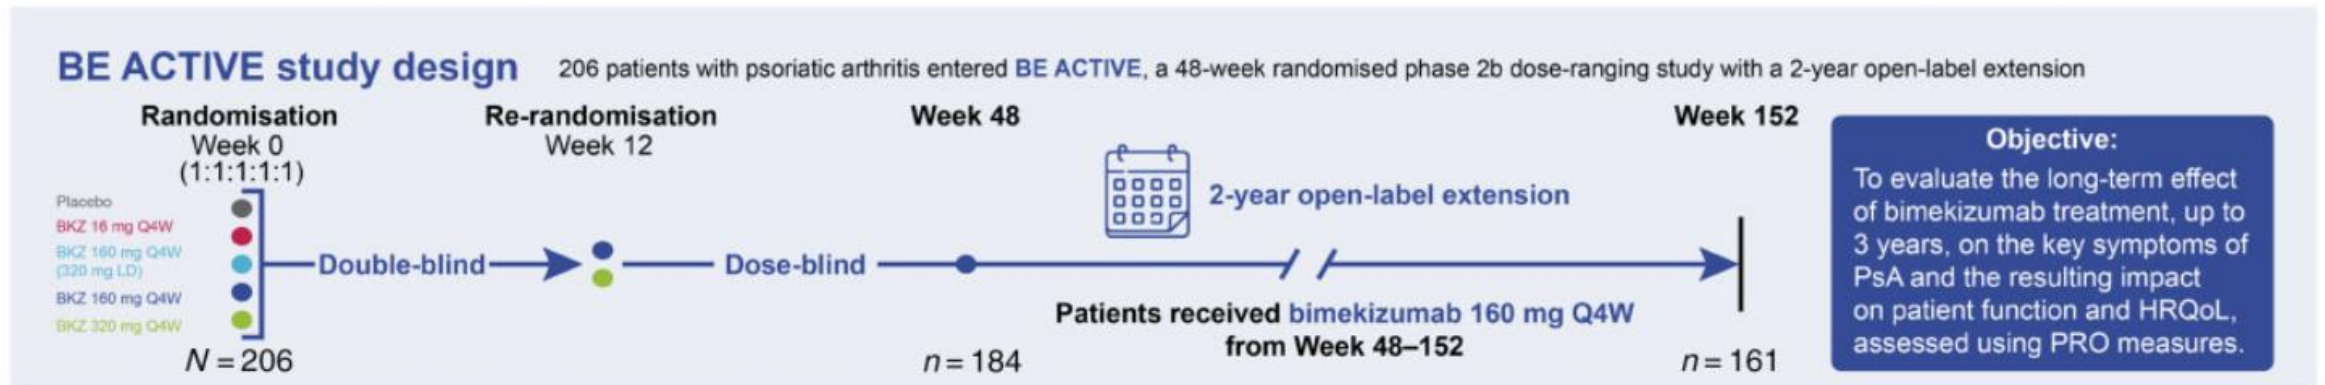 BE ACTIVE study design
206 patients with psoriatic arthritis entered BE ACTIVE, a 48-week randomised phase 2b dose-ranging study with a 2-year open-label extension
Randomisation
Week 0
(1:1:1:1:1)
Placebo
BKZ 16 mg Q4W
BKZ 160 mg Q4W
(320 mg LD)
BKZ 160 mg Q4W
BKZ 320 mg Q4W
N = 206
Double-blind
Re-randomisation
Week 12
Dose-blind
Week 48
n = 184
2-year open-label extension
Patients received bimekizumab 160 mg Q4W
from Week 48–152
Week 152
n = 161
Objective:
To evaluate the long-term effect
of bimekizumab treatment, up to
3 years, on the key symptoms of
PsA and the resulting impact
on patient function and HRQoL,
assessed using PRO measures.